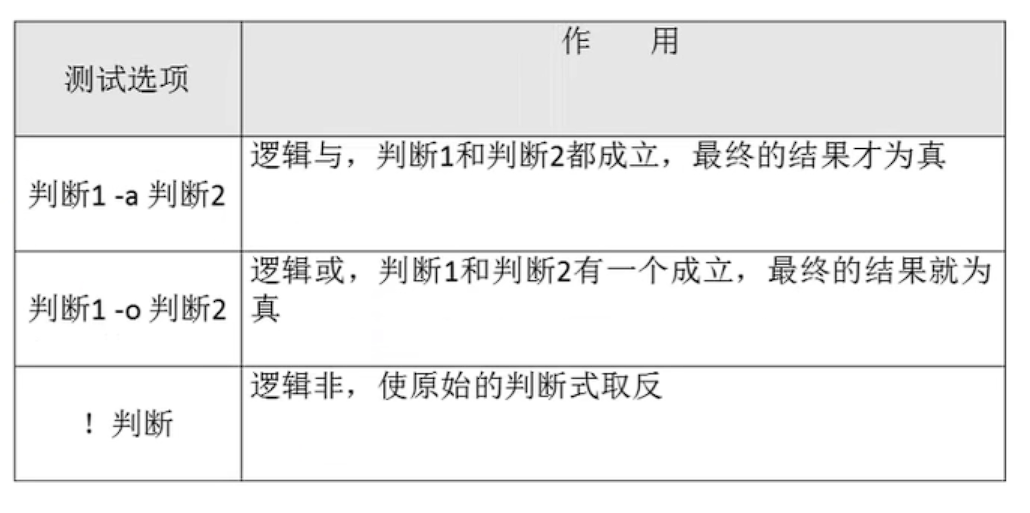 测试选项
作 用
判断1 -a 判断2
逻辑与，判断1和判断2都成立，最终的结果才为真
判断1 -o 判断2
逻辑或，判断1和判断2有一个成立，最终的结果就为
真
！判断
逻辑非，使原始的判断式取反